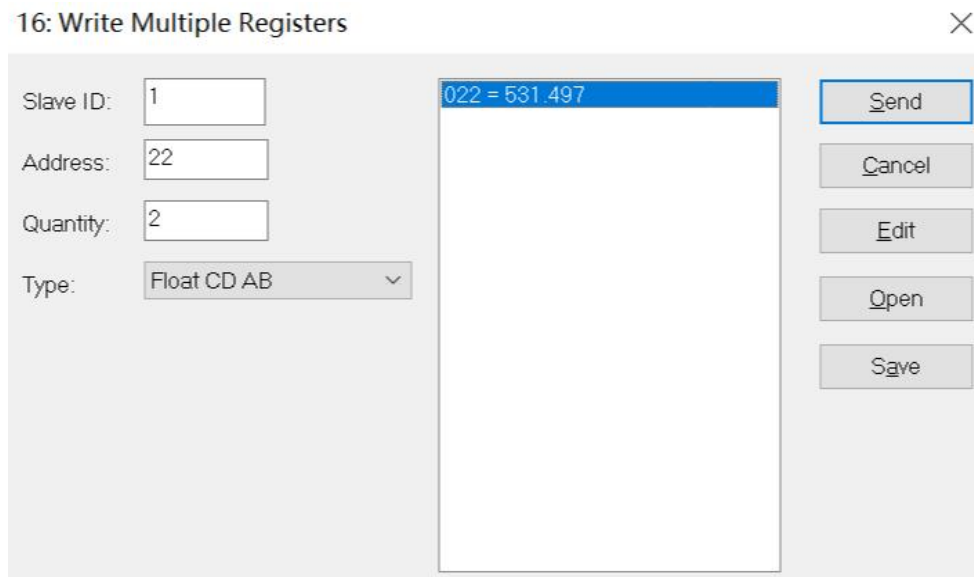 16: Write Multiple Registers
Slave ID: 1
Address: 22
Quantity: 2
Type: Float CD AB
022 = 531.497
Send
Cancel
Edit
Open
Save